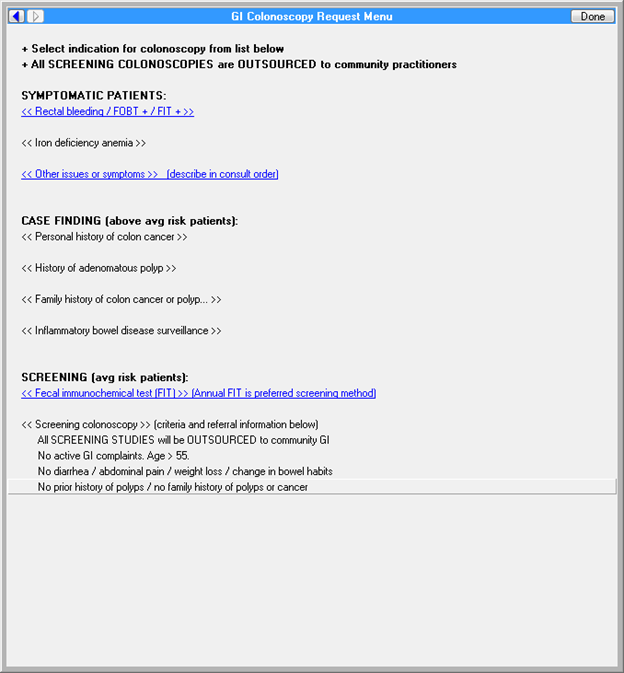 GI Colonoscopy Request Menu
Done
+ Select indication for colonoscopy from list below
+ All SCREENING COLONOSCOPIES are OUTSOURCED to community practitioners
SYMPTOMATIC PATIENTS:
<< Rectal bleeding / FOBT + / FIT + >>
<< Iron deficiency anemia >>
<< Other issues or symptoms >>   (describe in consult order)
CASE FINDING (above avg risk patients):
<< Personal history of colon cancer >>
<< History of adenomatous polyp >>
<< Family history of colon cancer or polyp... >>
<< Inflammatory bowel disease surveillance >>
SCREENING (avg risk patients):
<< Fecal immunochemical test (FIT) >> (Annual FIT is preferred screening method)
<< Screening colonoscopy >> (criteria and referral information below)
All SCREENING STUDIES will be OUTSOURCED to community GI
No active GI complaints. Age > 55.
No diarrhea / abdominal pain / weight loss / change in bowel habits
No prior history of polyps / no family history of polyps or cancer